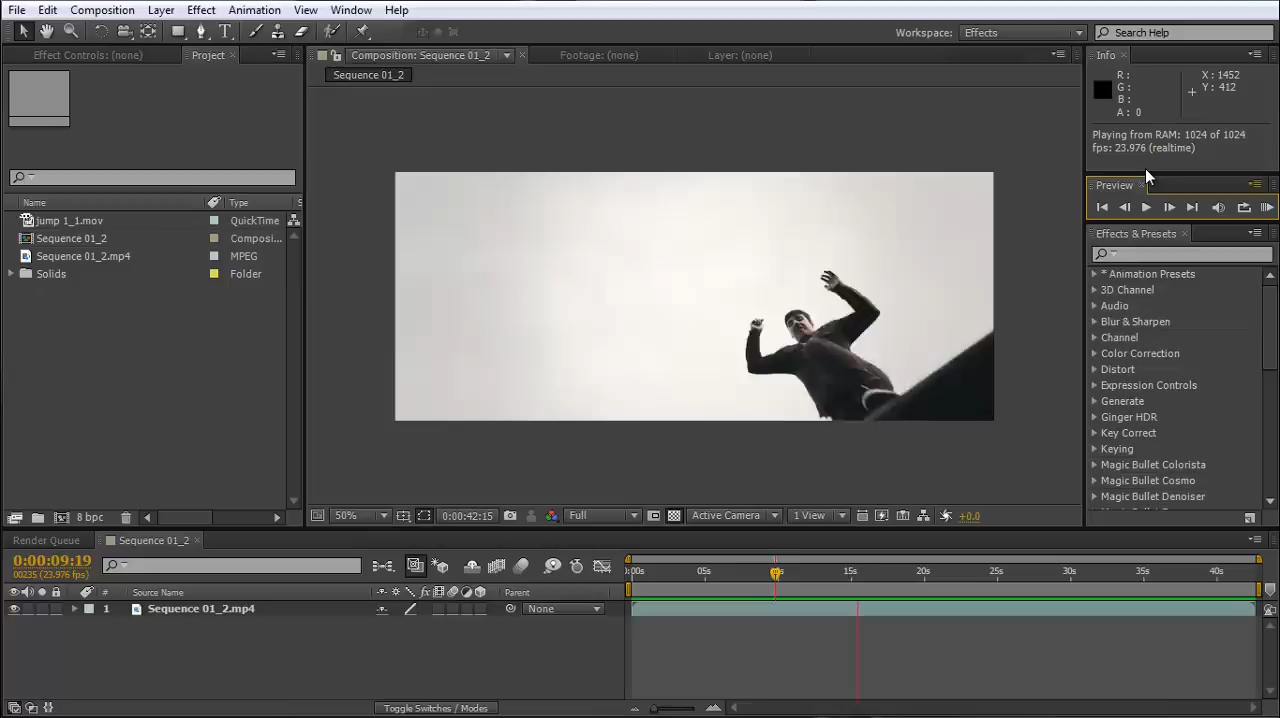 File Edit Composition Layer Effect Animation View Window Help
Workspace: Effects Search Help
Effect Controls: (none) Project
Composition: Sequence 01_2 Footage: (none) Layer: (none)
Sequence 01_2
Info
R :
G :
B :
A : 0
X : 1452
Y : 412
Playing from RAM: 1024 of 1024
fps: 23.976 (realtime)
Preview
Effects & Presets
* Animation Presets
3D Channel
Audio
Blur & Sharpen
Channel
Color Correction
Distort
Expression Controls
Generate
Ginger HDR
Key Correct
Keying
Magic Bullet Colorista
Magic Bullet Cosmo
Magic Bullet Denoiser
Name Type S
jump 1_1.mov QuickTime
Sequence 01_2 Composi...
Sequence 01_2.mp4 MPEG
Solids Folder
8 bpc
50% 0:00:42:15 Full Active Camera 1 View +0.0
Render Queue Sequence 01_2
0:00:09:19
00235 (23.976 fps)
# Source Name Parent
1 Sequence 01_2.mp4 None
0:00s 05s 15s 20s 25s 30s 35s 40s
Toggle Switches / Modes